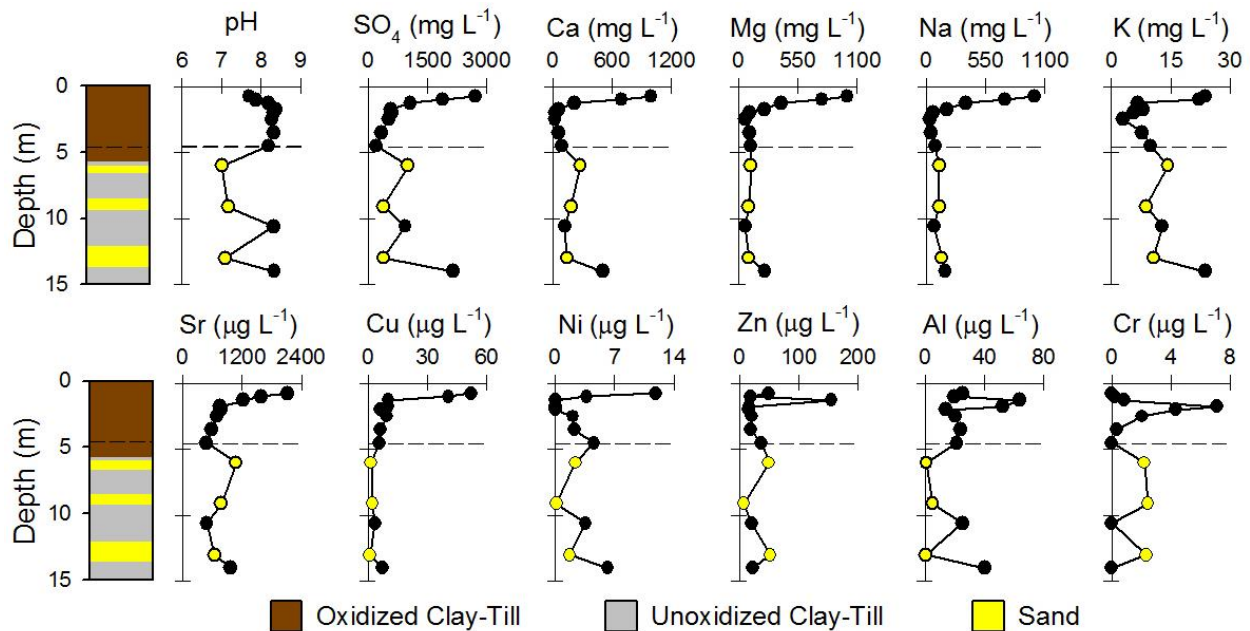 pH SO₄ (mg L⁻¹) Ca (mg L⁻¹) Mg (mg L⁻¹) Na (mg L⁻¹) K (mg L⁻¹)
6 7 8 9 0 1500 3000 0 600 1200 0 550 1100 0 550 1100 0 15 30
0
5
10
15
Depth (m)
Sr (µg L⁻¹) Cu (µg L⁻¹) Ni (µg L⁻¹) Zn (µg L⁻¹) Al (µg L⁻¹) Cr (µg L⁻¹)
0 1200 2400 0 30 60 0 7 14 0 100 200 0 40 80 0 4 8
0
5
10
15
Depth (m)
Oxidized Clay-Till Unoxidized Clay-Till Sand